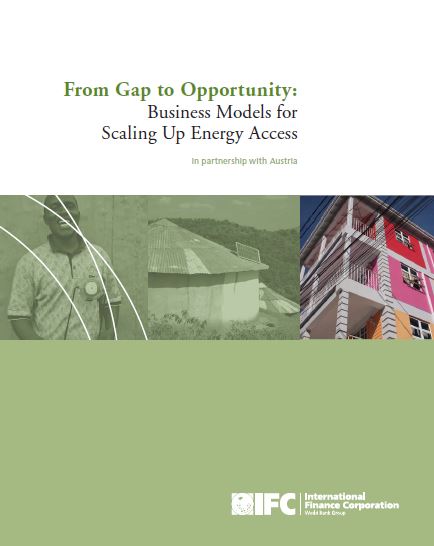 From Gap to Opportunity:
Business Models for
Scaling Up Energy Access
In partnership with Austria
IFC
International
Finance Corporation
World Bank Group